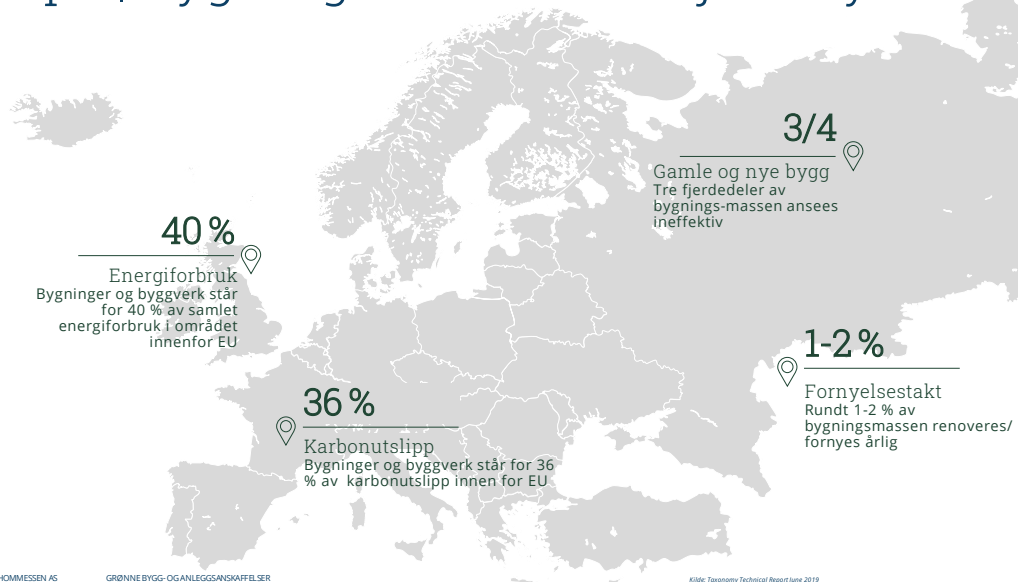 3/4
Gamle og nye bygg
Tre fjerdedeler av
bygnings-massen ansees
ineffektiv
40 %
Energiforbruk
Bygninger og byggverk står
for 40 % av samlet
energiforbruk i området
innenfor EU
1-2 %
Fornyelsestakt
Rundt 1-2 % av
bygningsmassen renoveres/
fornyes årlig
36 %
Karbonutslipp
Bygninger og byggverk står for 36
% av karbonutslipp innen for EU
HOMMESSEN AS
GRØNNE BYGG- OG ANLEGGSANSKAFFELSER
Kilde: Taxonomy Technical Report June 2019